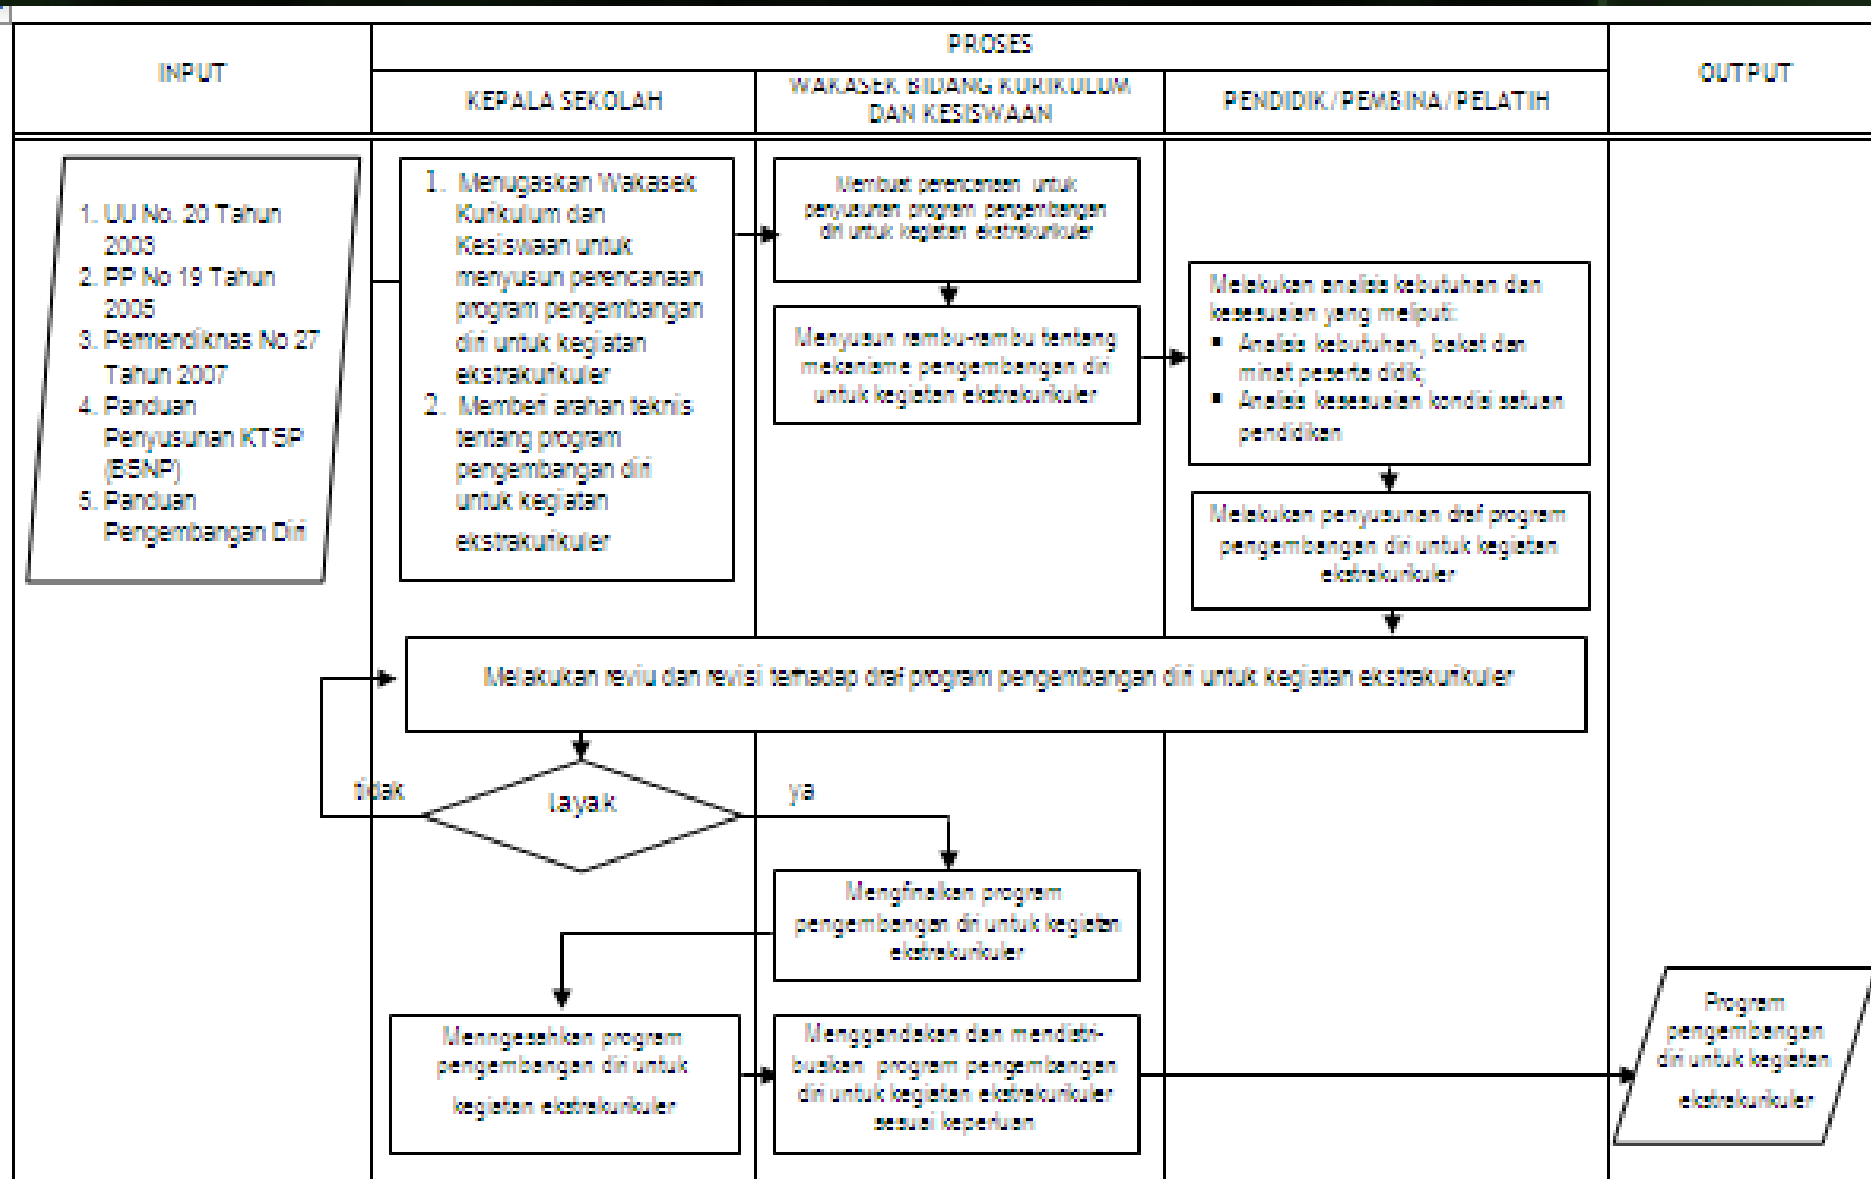 INPUT
PROSES
OUTPUT
KEPALA SEKOLAH
WAKASEK BIDANG KURIKULUM
DAN KESISWAAN
PENDIDIK/PEMBINA/PELATIH
1. UU No. 20 Tahun
2003
2. PP No 19 Tahun
2005
3. Permendiknas No 27
Tahun 2007
4. Panduan
Penyusunan KTSP
(BSNP)
5. Panduan
Pengembangan Diri
1. Menugaskan Wakasek
Kurikulum dan
Kesiswaan untuk
menyusun perencanaan
program pengembangan
diri untuk kegiatan
ekstrakurikuler
2. Memberi arahan teknis
tentang program
pengembangan diri
untuk kegiatan
ekstrakurikuler
Membuat perencanaan untuk
penyusunan program pengembangan
diri untuk kegiatan ekstrakurikuler
Menyusun rambu-rambu tentang
mekanisme pengembangan diri
untuk kegiatan ekstrakurikuler
Melakukan analisis kebutuhan dan
kesesuaian yang meliputi:
▪ Analisis kebutuhan, bakat dan
minat peserta didik;
▪ Analisis kesesuaian kondisi satuan
pendidikan
Melakukan penyusunan draf program
pengembangan diri untuk kegiatan
ekstrakurikuler
Melakukan reviu dan revisi terhadap draf program pengembangan diri untuk kegiatan ekstrakurikuler
tidak
Layak
ya
Mengfinalkan program
pengembangan diri untuk kegiatan
ekstrakurikuler
Menngesahkan program
pengembangan diri untuk
kegiatan ekstrakurikuler
Menggandakan dan mendistri-
busikan program pengembangan
diri untuk kegiatan ekstrakurikuler
sesuai keperluan
Program
pengembangan
diri untuk kegiatan
ekstrakurikuler